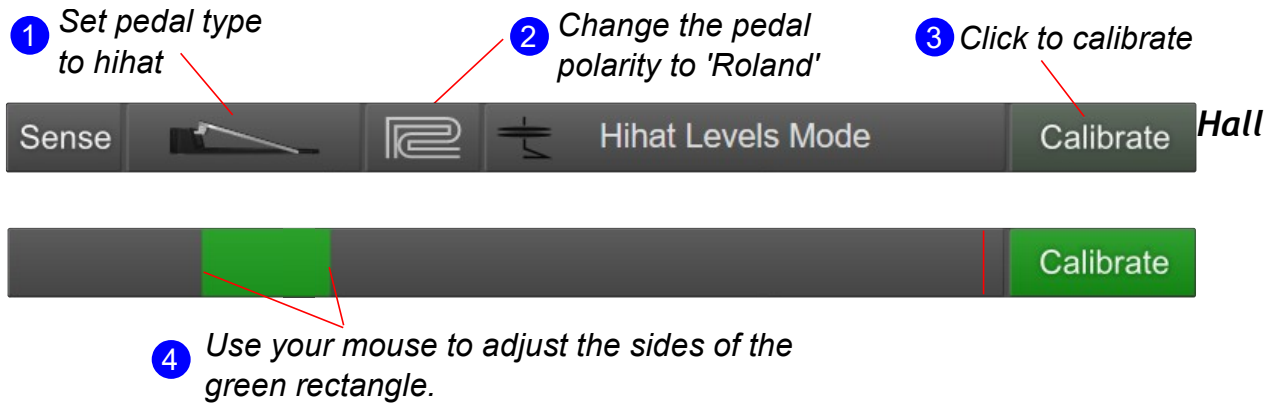 1 Set pedal type
to hihat
2 Change the pedal
polarity to 'Roland'
3 Click to calibrate
Sense Hihat Levels Mode Calibrate Hall
Calibrate
4 Use your mouse to adjust the sides of the
green rectangle.